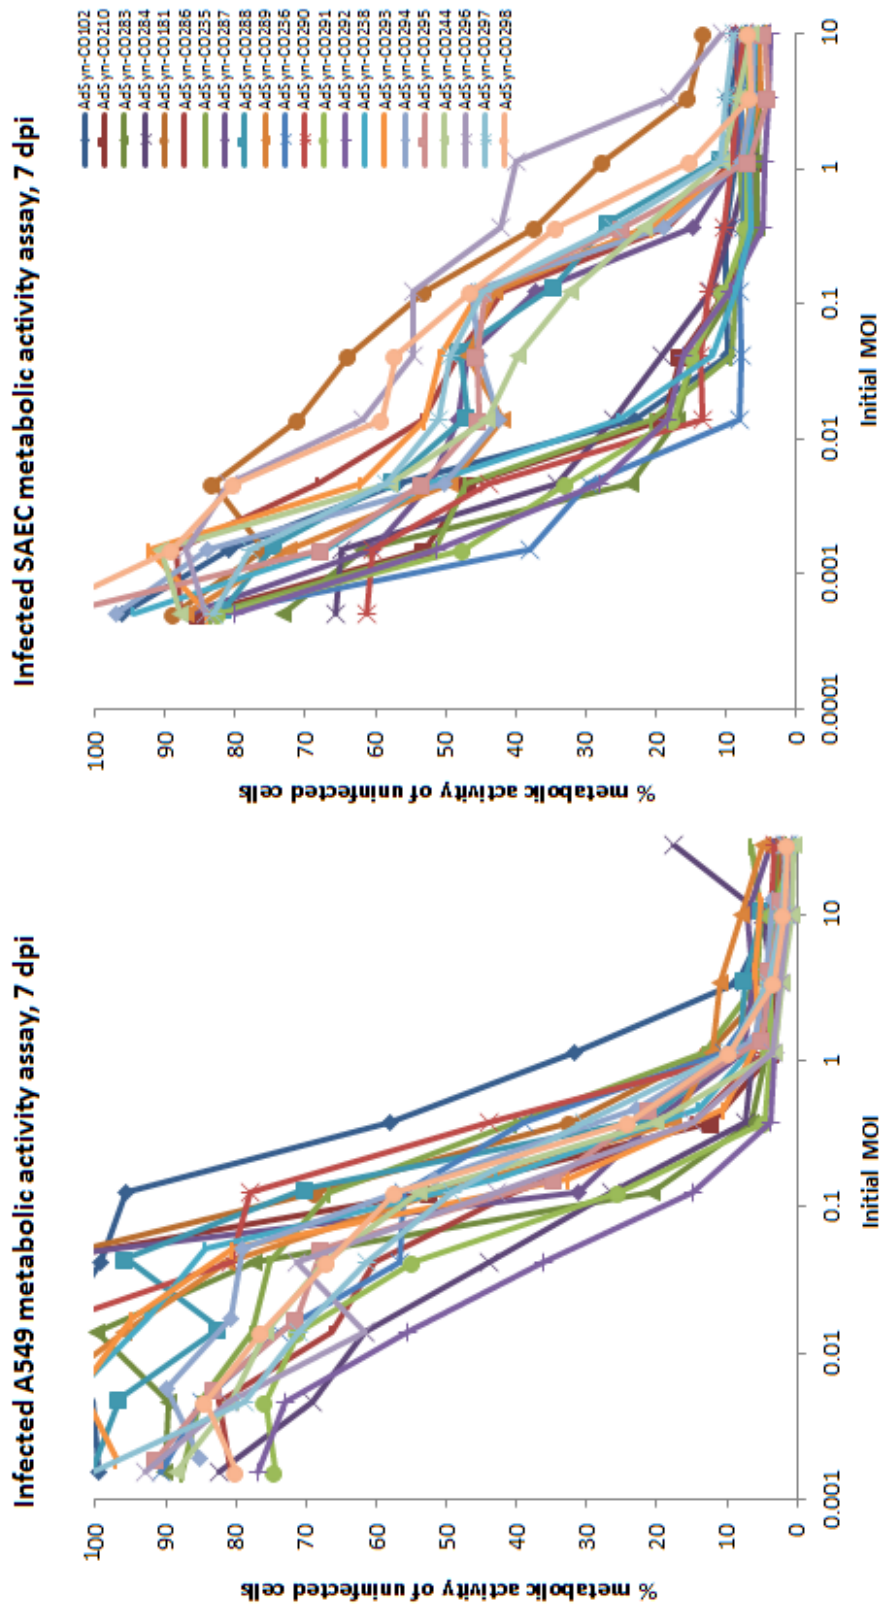 Infected A549 metabolic activity assay, 7 dpi
% metabolic activity of uninfected cells
100
90
80
70
60
50
40
30
20
10
0
0.001
0.01
0.1
1
10
Initial MOI
Infected SAEC metabolic activity assay, 7 dpi
% metabolic activity of uninfected cells
100
90
80
70
60
50
40
30
20
10
0
0.0001
0.001
0.01
0.1
1
10
Initial MOI
AdSyn-CO102
AdSyn-CO210
AdSyn-CO283
AdSyn-CO284
AdSyn-CO181
AdSyn-CO286
AdSyn-CO235
AdSyn-CO287
AdSyn-CO288
AdSyn-CO289
AdSyn-CO236
AdSyn-CO290
AdSyn-CO291
AdSyn-CO292
AdSyn-CO238
AdSyn-CO293
AdSyn-CO294
AdSyn-CO295
AdSyn-CO244
AdSyn-CO296
AdSyn-CO297
AdSyn-CO298